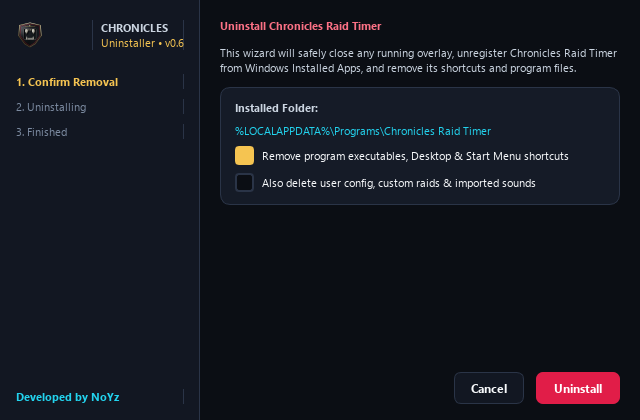 CHRONICLES
Uninstaller • v0.6
1. Confirm Removal
2. Uninstalling
3. Finished
Developed by NoYz
Uninstall Chronicles Raid Timer
This wizard will safely close any running overlay, unregister Chronicles Raid Timer
from Windows Installed Apps, and remove its shortcuts and program files.
Installed Folder:
%LOCALAPPDATA%\Programs\Chronicles Raid Timer
Remove program executables, Desktop & Start Menu shortcuts
Also delete user config, custom raids & imported sounds
Cancel
Uninstall